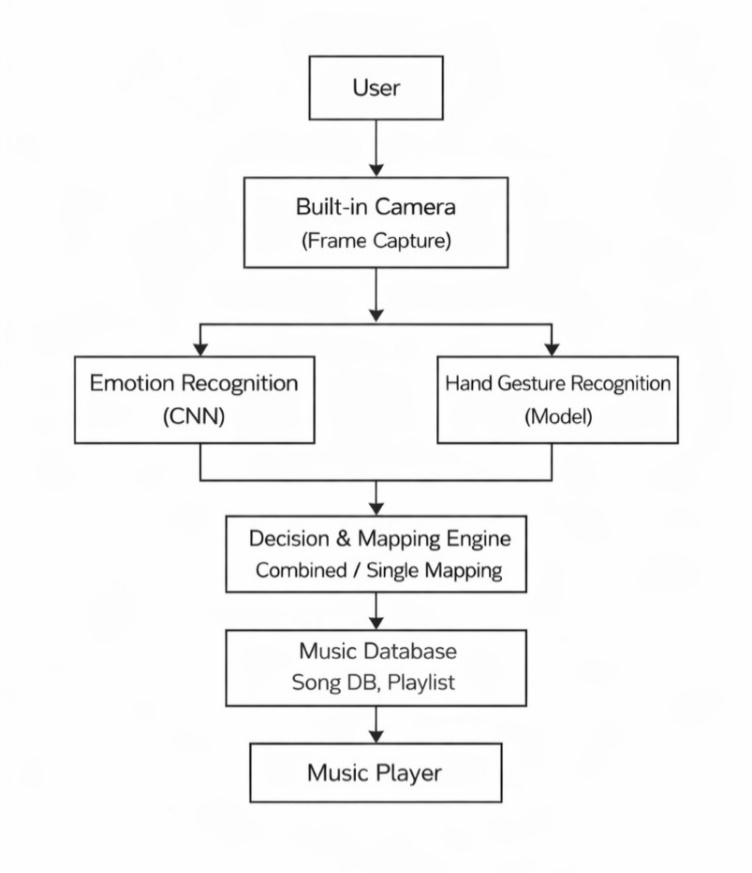 User
Built-in Camera
(Frame Capture)
Emotion Recognition
(CNN)
Hand Gesture Recognition
(Model)
Decision & Mapping Engine
Combined / Single Mapping
Music Database
Song DB, Playlist
Music Player